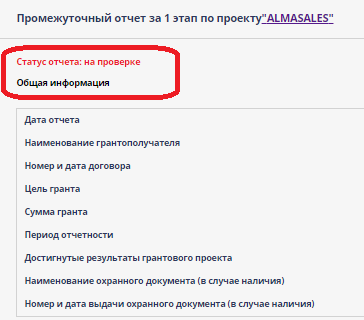 Промежуточный отчет за 1 этап по проекту"ALMASALES"
Статус отчета: на проверке
Общая информация
Дата отчета
Наименование грантополучателя
Номер и дата договора
Цель гранта
Сумма гранта
Период отчетности
Достигнутые результаты грантового проекта
Наименование охранного документа (в случае наличия)
Номер и дата выдачи охранного документа (в случае наличия)